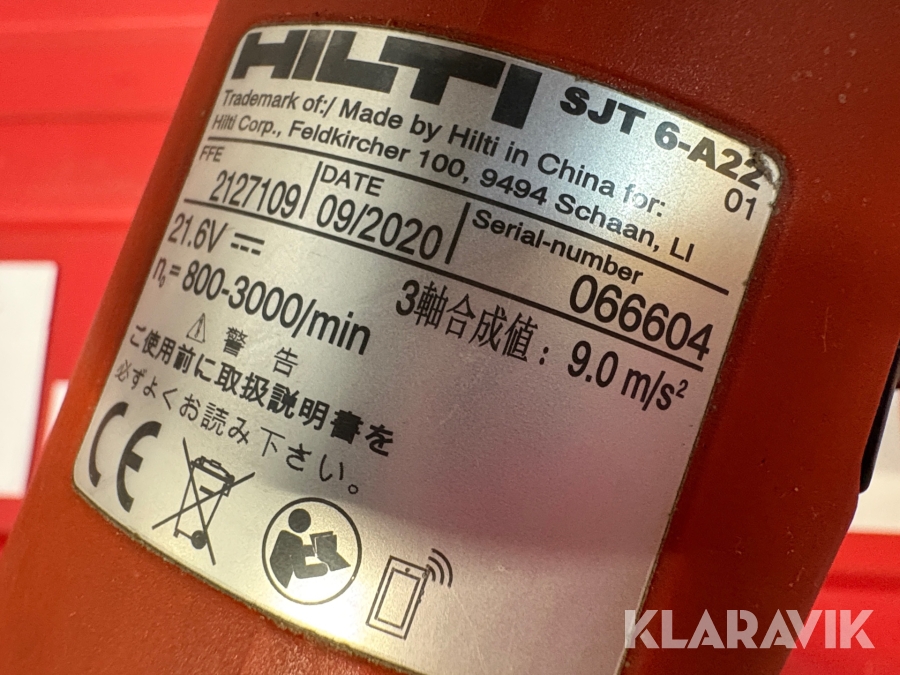 HILTI SJT 6-A22
01
Trademark of:/ Made by Hilti in China for:
Hilti Corp., Feldkircher 100, 9494 Schaan, LI
FFE DATE Serial-number
2127109 09/2020 066604
21.6V
n₀= 800-3000/min 3軸合成値：9.0 m/s²
警告
ご使用前に取扱説明書を
必ずよくお読み下さい。
CE
KLARAVIK